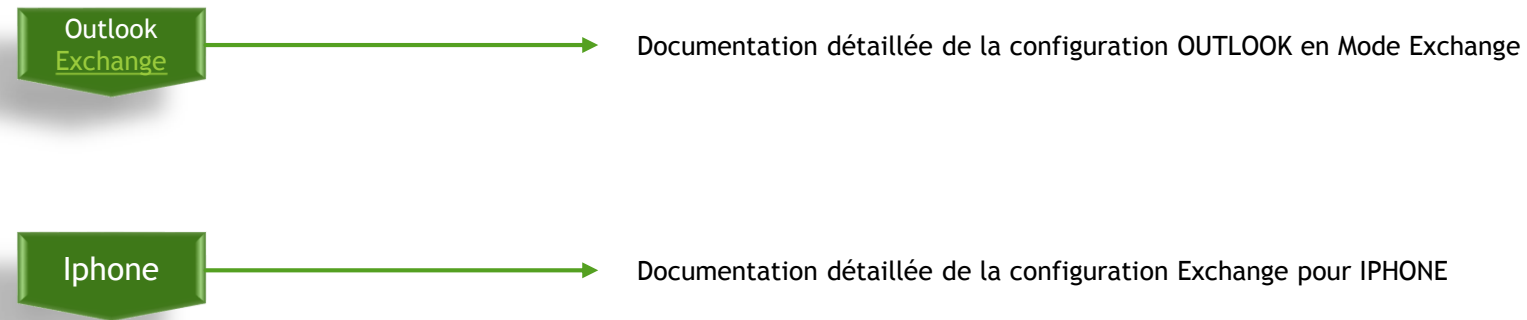 Outlook
Exchange
Documentation détaillée de la configuration OUTLOOK en Mode Exchange
Iphone
Documentation détaillée de la configuration Exchange pour IPHONE